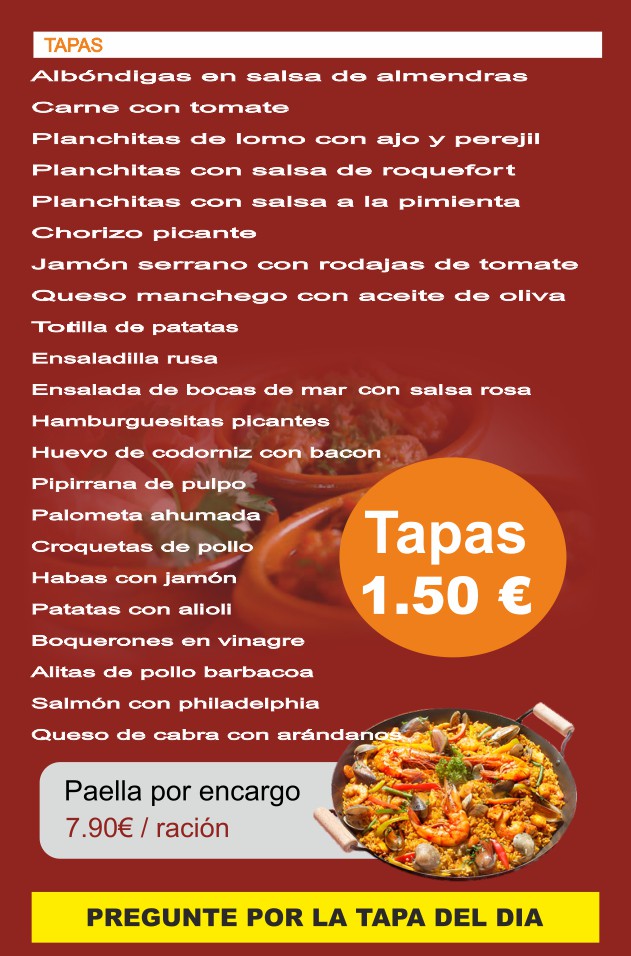 TAPAS
Albóndigas en salsa de almendras
Carne con tomate
Planchitas de lomo con ajo y perejil
Planchitas con salsa de roquefort
Planchitas con salsa a la pimienta
Chorizo picante
Jamón serrano con rodajas de tomate
Queso manchego con aceite de oliva
Tortilla de patatas
Ensaladilla rusa
Ensalada de bocas de mar con salsa rosa
Hamburguesitas picantes
Huevo de codorniz con bacon
Pipirrana de pulpo
Palometa ahumada
Croquetas de pollo
Habas con jamón
Patatas con alioli
Boquerones en vinagre
Alitas de pollo barbacoa
Salmón con philadelphia
Queso de cabra con arándanos
Tapas
1.50 €
Paella por encargo
7.90€ / ración
PREGUNTE POR LA TAPA DEL DIA